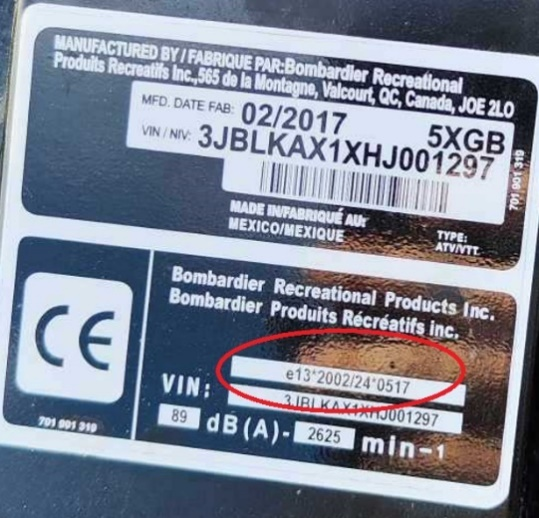 MANUFACTURED BY / FABRIQUE PAR:Bombardier Recreational
Produits Recreatifs Inc.,565 de la Montagne, Valcourt, QC, Canada, JOE 2LO
MFD. DATE FAB: 02/2017 5XGB
VIN / NIV: 3JBLKAX1XHJ001297
701 901 319
MADE IN/FABRIQUÉ AU:
MEXICO/MEXIQUE
TYPE:
ATV/VTT.
CE
Bombardier Recreational Products Inc.
Bombardier Produits Récréatifs inc.
e13*2002/24*0517
VIN: 3JBLKAX1XHJ001297
89 dB(A)- 2625 min-1
701 901 319